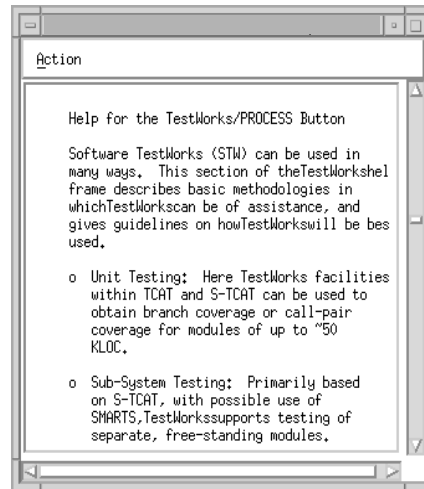 Action
Help for the TestWorks/PROCESS Button
Software TestWorks (STW) can be used in
many ways.  This section of theTestWorkshel
frame describes basic methodologies in
whichTestWorkscan be of assistance, and
gives guidelines on howTestWorkswill be bes
used.
o  Unit Testing:  Here TestWorks facilities
within TCAT and S-TCAT can be used to
obtain branch coverage or call-pair
coverage for modules of up to ~50
KLOC.
o  Sub-System Testing:  Primarily based
on S-TCAT, with possible use of
SMARTS,TestWorkssupports testing of
separate, free-standing modules.